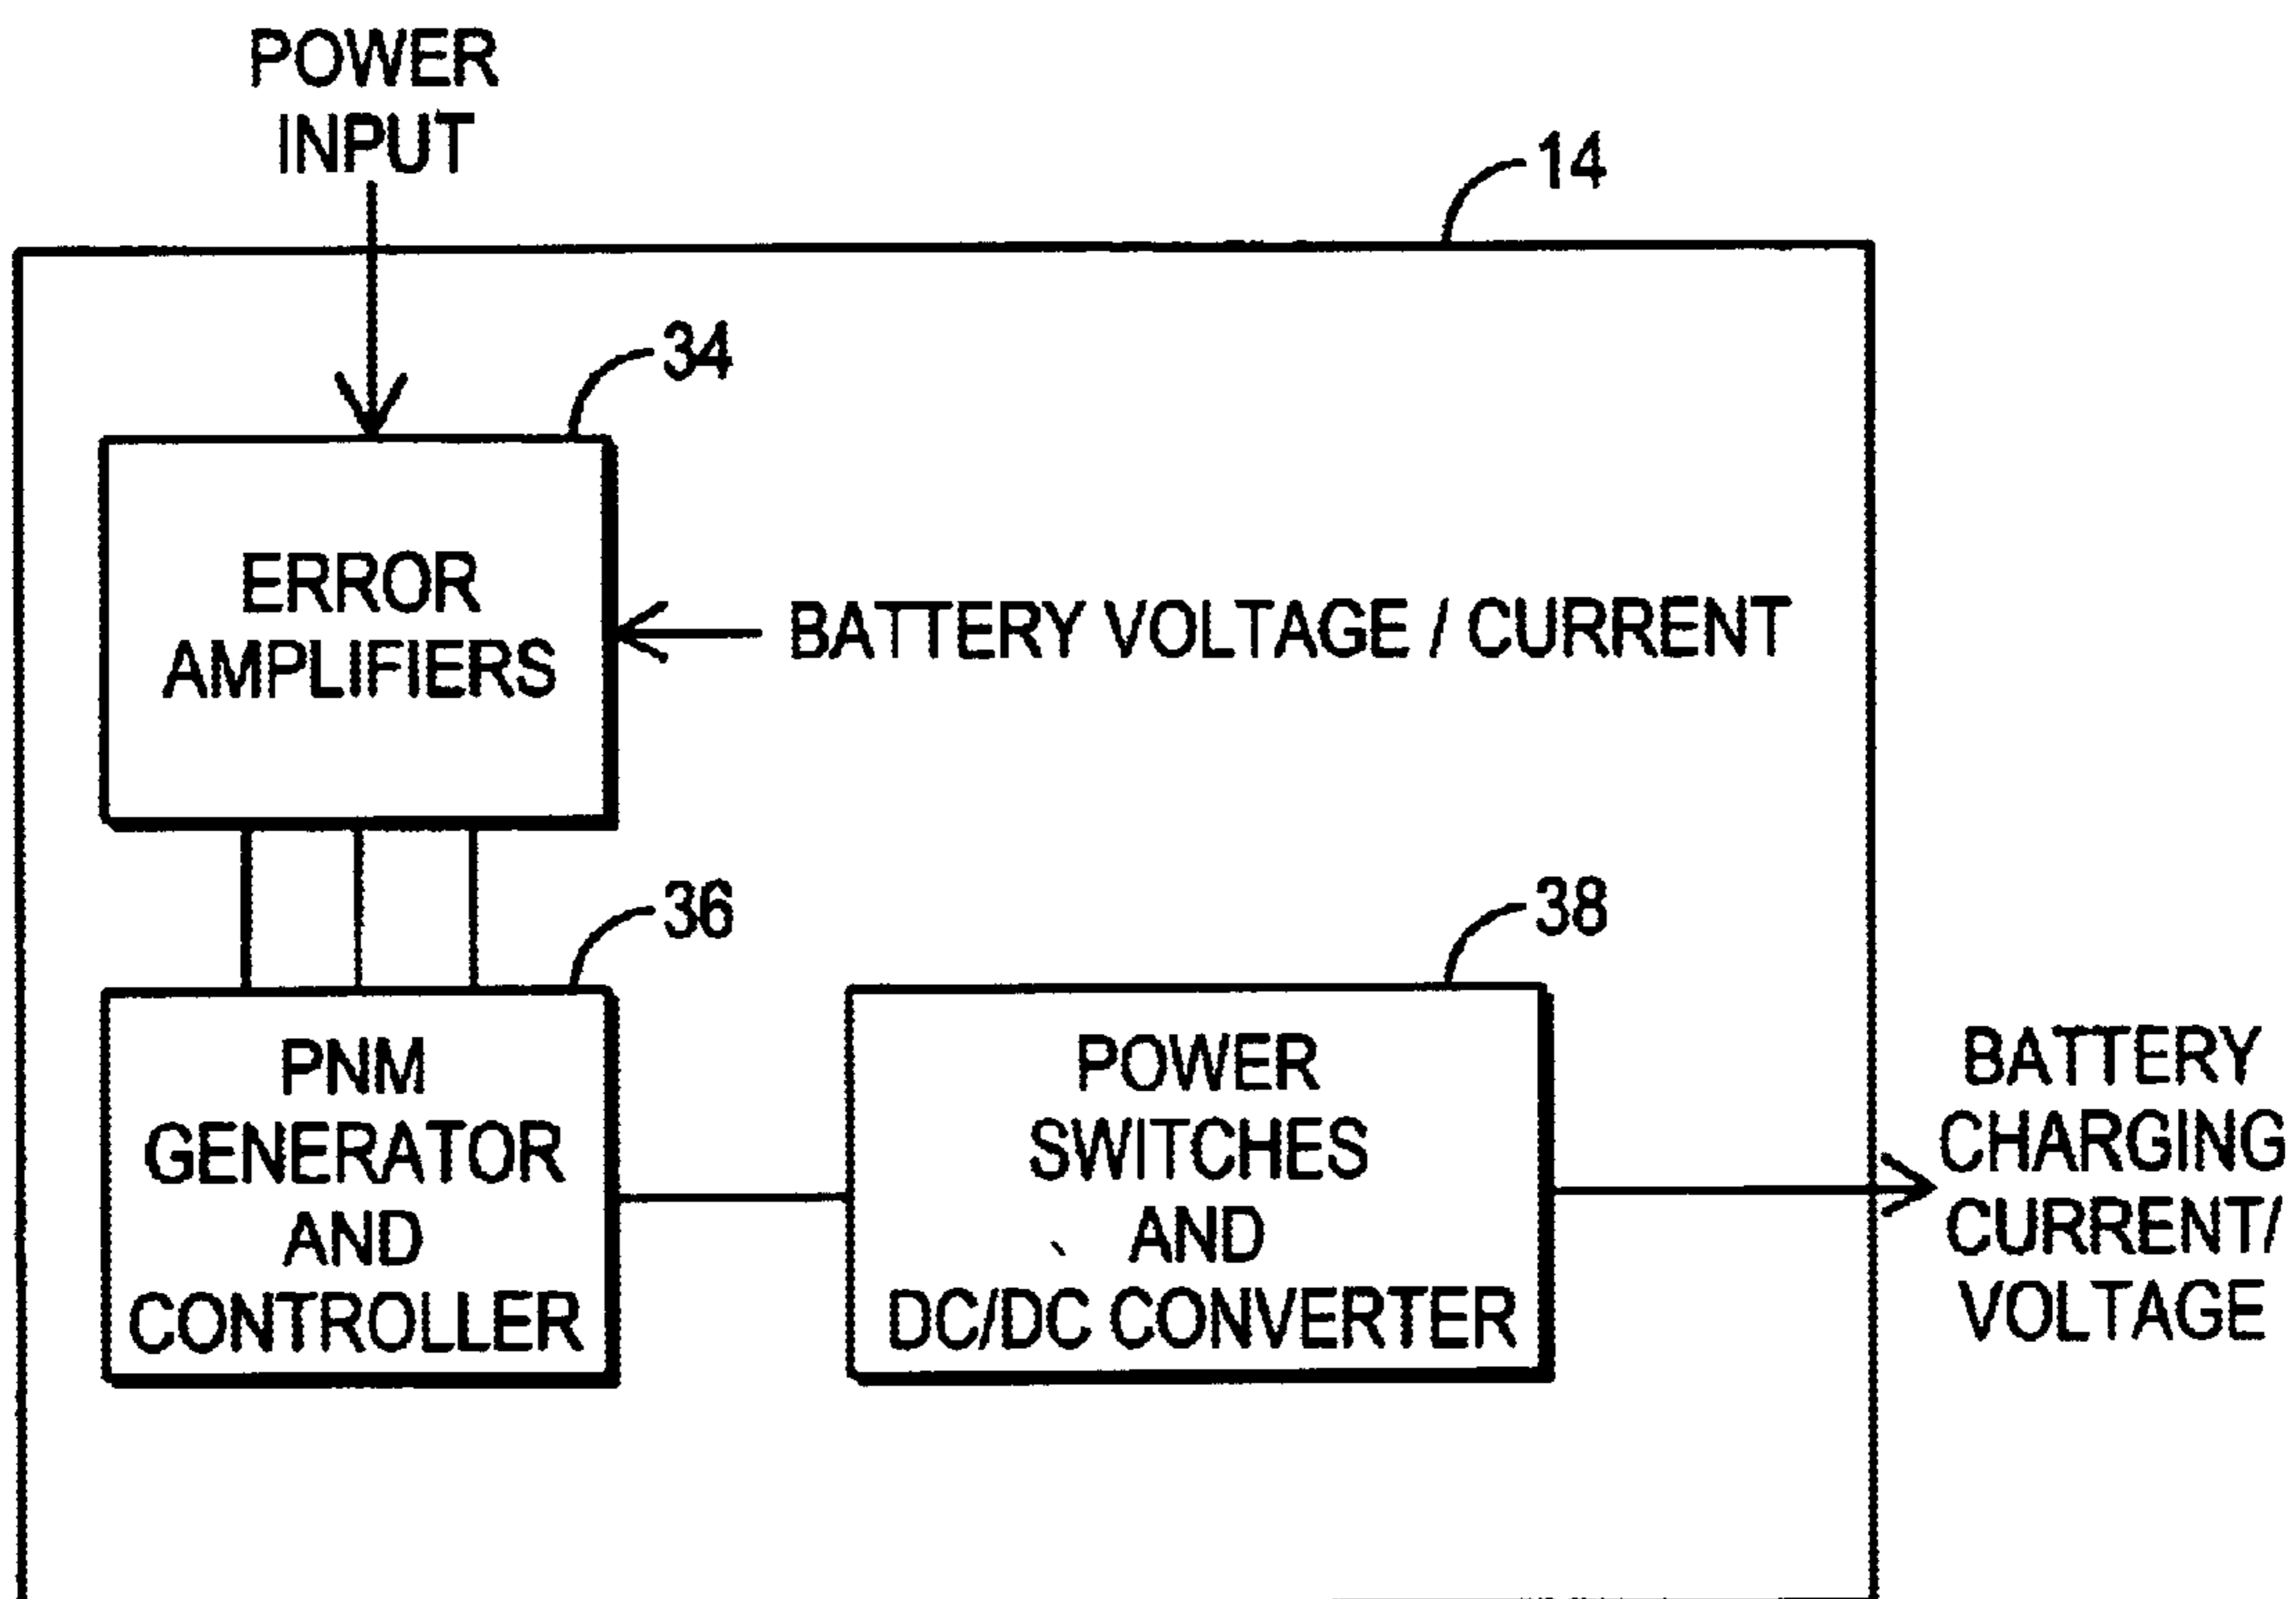 POWER
INPUT
14
34
ERROR
AMPLIFIERS
BATTERY VOLTAGE / CURRENT
36
38
PNM
GENERATOR
AND
CONTROLLER
POWER
SWITCHES
AND
DC/DC CONVERTER
BATTERY
CHARGING
CURRENT/
VOLTAGE